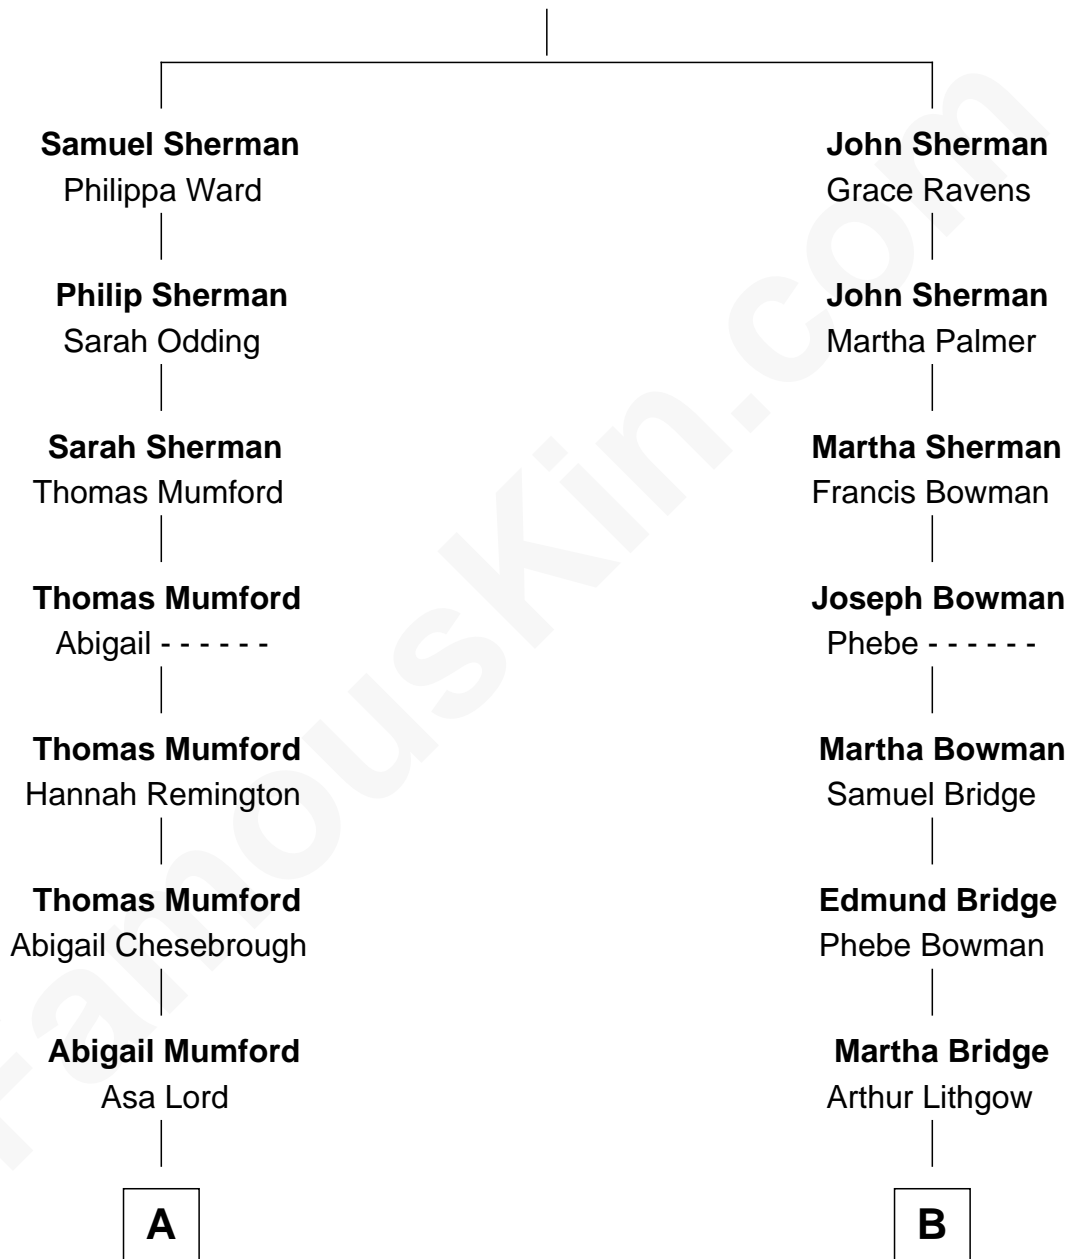 Samuel Sherman
Philippa Ward
Philip Sherman
Sarah Odding
Sarah Sherman
Thomas Mumford
Thomas Mumford
Abigail - - - - - -
Thomas Mumford
Hannah Remington
Thomas Mumford
Abigail Chesebrough
Abigail Mumford
Asa Lord
A
John Sherman
Grace Ravens
John Sherman
Martha Palmer
Martha Sherman
Francis Bowman
Joseph Bowman
Phebe - - - - - -
Martha Bowman
Samuel Bridge
Edmund Bridge
Phebe Bowman
Martha Bridge
Arthur Lithgow
B
FamousKin.com